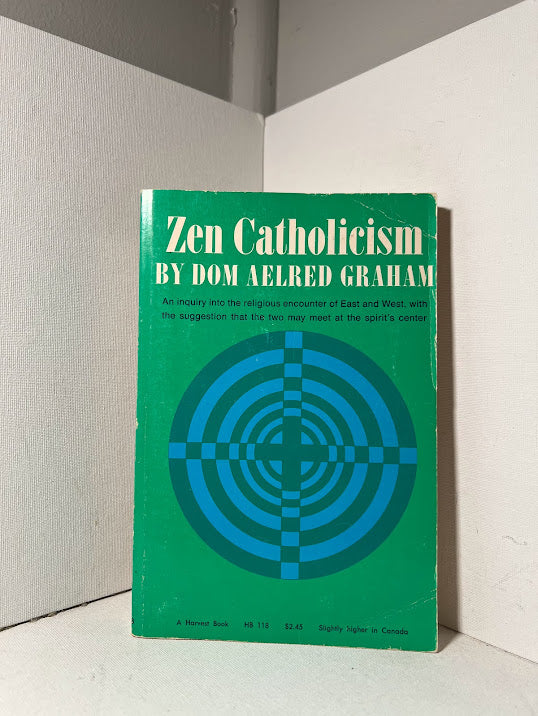 Zen Catholicism
BY DOM AELRED GRAHAM
An inquiry into the religious encounter of East and West, with
the suggestion that the two may meet at the spirit's center
A Harvest Book HB 118 $2.45 Slightly higher in Canada